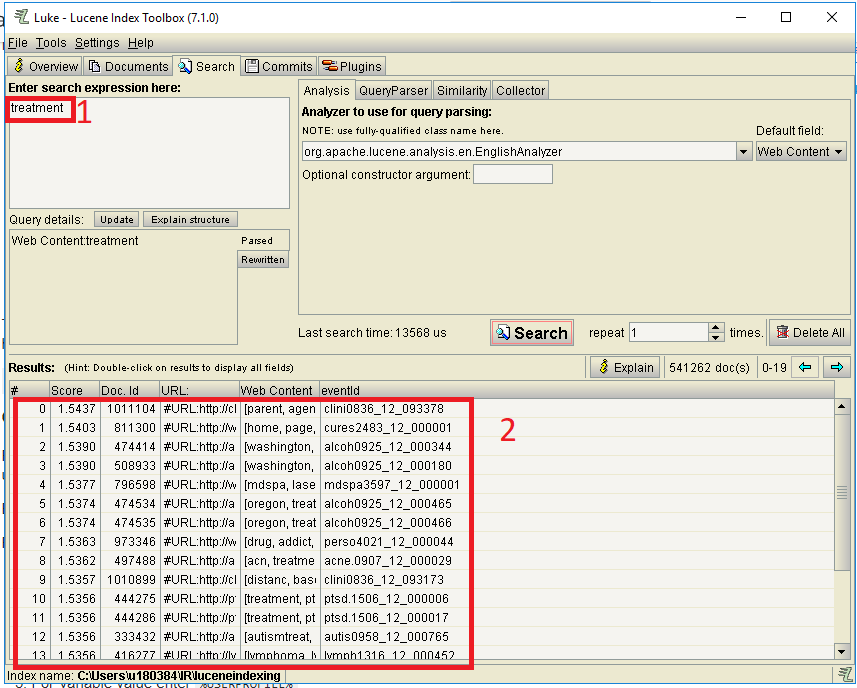 Luke - Lucene Index Toolbox (7.1.0)
File Tools Settings Help
Overview Documents Search Commits Plugins
Enter search expression here:
treatment
1
Analysis QueryParser Similarity Collector
Analyzer to use for query parsing:
NOTE: use fully-qualified class name here.
Default field:
org.apache.lucene.analysis.en.EnglishAnalyzer
Web Content
Optional constructor argument:
Query details: Update Explain structure
Web Content:treatment
Parsed
Rewritten
Last search time: 13568 us Search repeat 1 times. Delete All
Results: (Hint: Double-click on results to display all fields) Explain 541262 doc(s) 0-19
# Score Doc. Id URL: Web Content eventId
0 1.5437 1011104 #URL:http://cl [parent, agen clini0836_12_093378
1 1.5403 811300 #URL:http://w [home, page, cures2483_12_000001
2 1.5390 474414 #URL:http://a [washington, alcoh0925_12_000344
3 1.5390 508933 #URL:http://a [washington, alcoh0925_12_000180
4 1.5377 796598 #URL:http://w [mdspa, lase mdspa3597_12_000001
5 1.5374 474534 #URL:http://a [oregon, treat alcoh0925_12_000465
6 1.5374 474535 #URL:http://a [oregon, treat alcoh0925_12_000466
7 1.5363 973346 #URL:http://w [drug, addict, perso4021_12_000044
8 1.5362 497488 #URL:http://a [acn, treatme acne.0907_12_000029
9 1.5357 1010899 #URL:http://cl [distanc, bas clini0836_12_093173
10 1.5356 444275 #URL:http://p [treatment, pt ptsd.1506_12_000006
11 1.5356 444286 #URL:http://p [treatment, pt ptsd.1506_12_000017
12 1.5356 333432 #URL:http://a [autismtreat, autis0958_12_000765
13 1.5356 416277 #URL:http://ly [lymphoma, ly lymph1316_12_000452
2
Index name: C:\Users\u180384\IR\luceneindexing
5. For variable value enter %USERPROFILE%